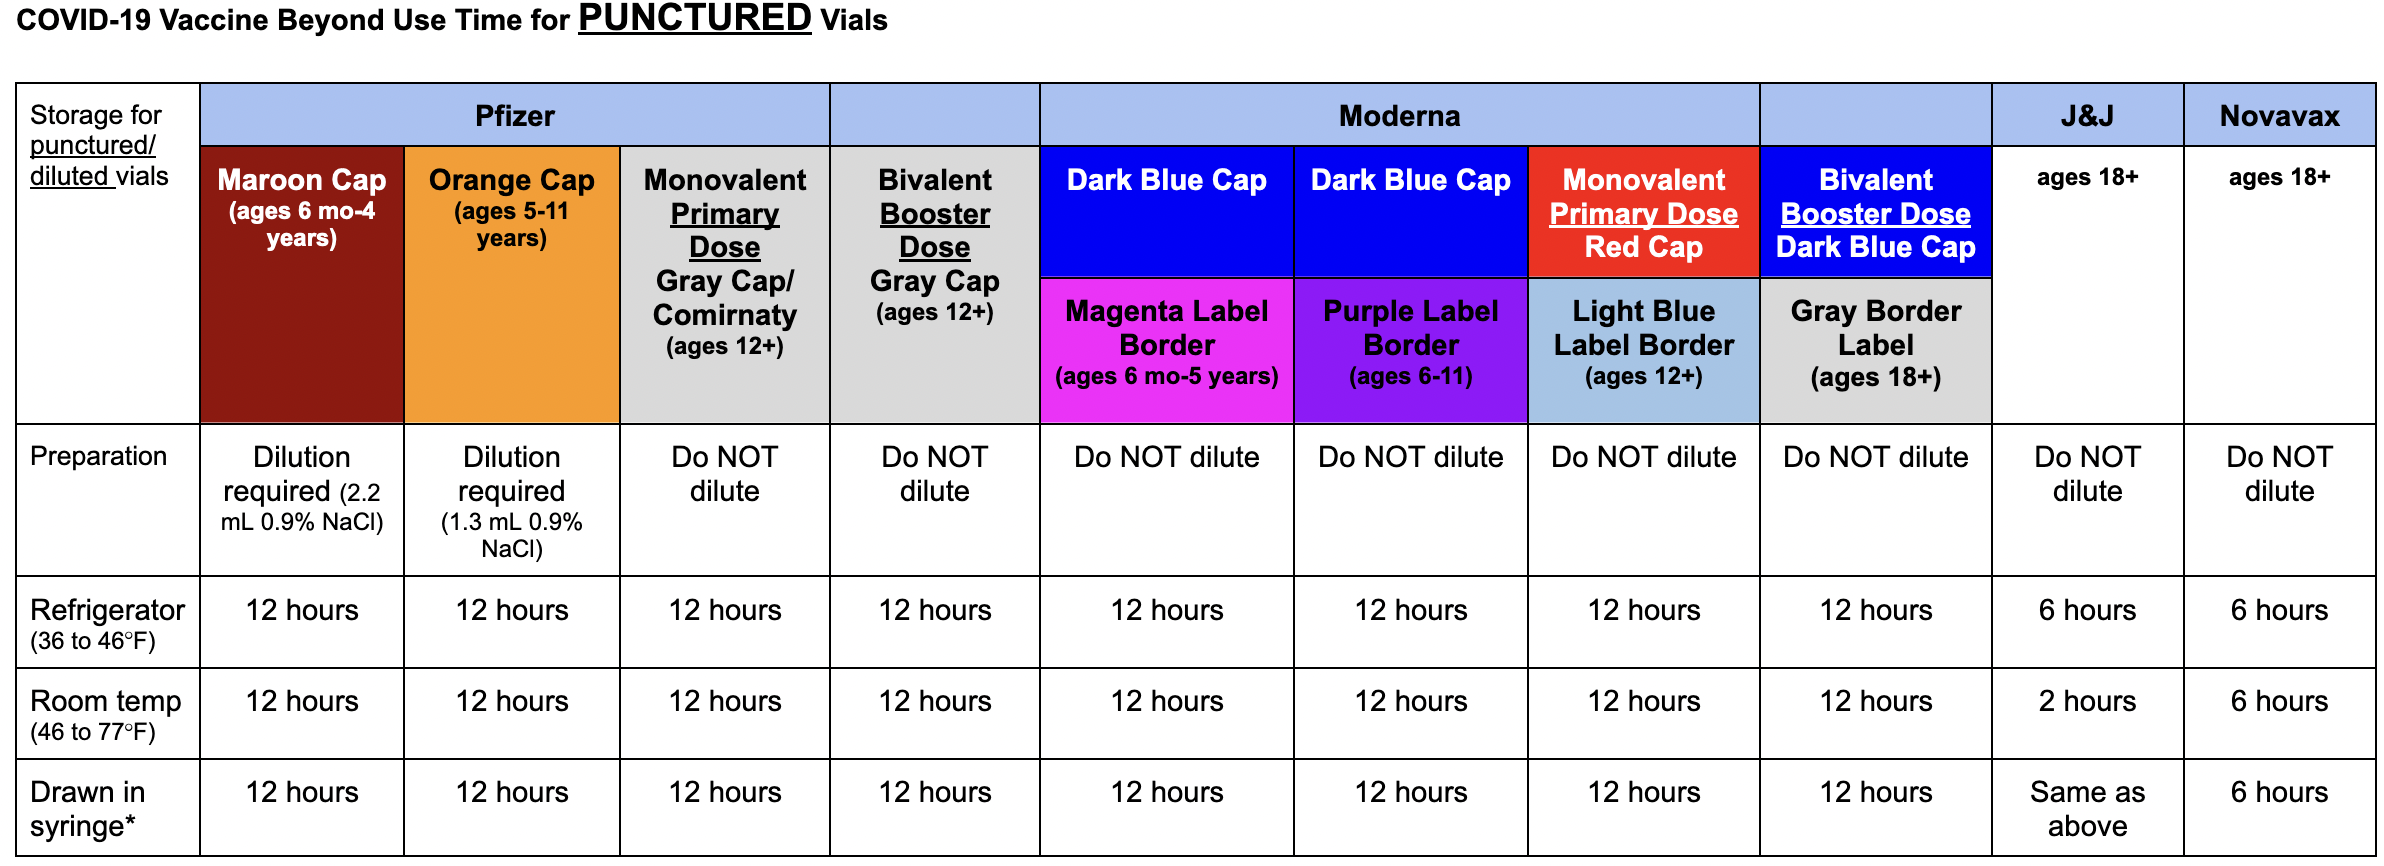 COVID-19 Vaccine Beyond Use Time for PUNCTURED Vials
Storage for
punctured/
diluted vials
Pfizer
Moderna
J&J
Novavax
Maroon Cap
(ages 6 mo-4
years)
Orange Cap
(ages 5-11
years)
Monovalent
Primary
Dose
Gray Cap/
Comirnaty
(ages 12+)
Bivalent
Booster
Dose
Gray Cap
(ages 12+)
Dark Blue Cap
Magenta Label
Border
(ages 6 mo-5 years)
Dark Blue Cap
Purple Label
Border
(ages 6-11)
Monovalent
Primary Dose
Red Cap
Light Blue
Label Border
(ages 12+)
Bivalent
Booster Dose
Dark Blue Cap
Gray Border
Label
(ages 18+)
ages 18+
ages 18+
Preparation
Dilution
required (2.2
mL 0.9% NaCl)
Dilution
required
(1.3 mL 0.9%
NaCl)
Do NOT
dilute
Do NOT
dilute
Do NOT dilute
Do NOT dilute
Do NOT dilute
Do NOT dilute
Do NOT
dilute
Do NOT
dilute
Refrigerator
(36 to 46°F)
12 hours
12 hours
12 hours
12 hours
12 hours
12 hours
12 hours
12 hours
6 hours
6 hours
Room temp
(46 to 77°F)
12 hours
12 hours
12 hours
12 hours
12 hours
12 hours
12 hours
12 hours
2 hours
6 hours
Drawn in
syringe*
12 hours
12 hours
12 hours
12 hours
12 hours
12 hours
12 hours
12 hours
Same as
above
6 hours